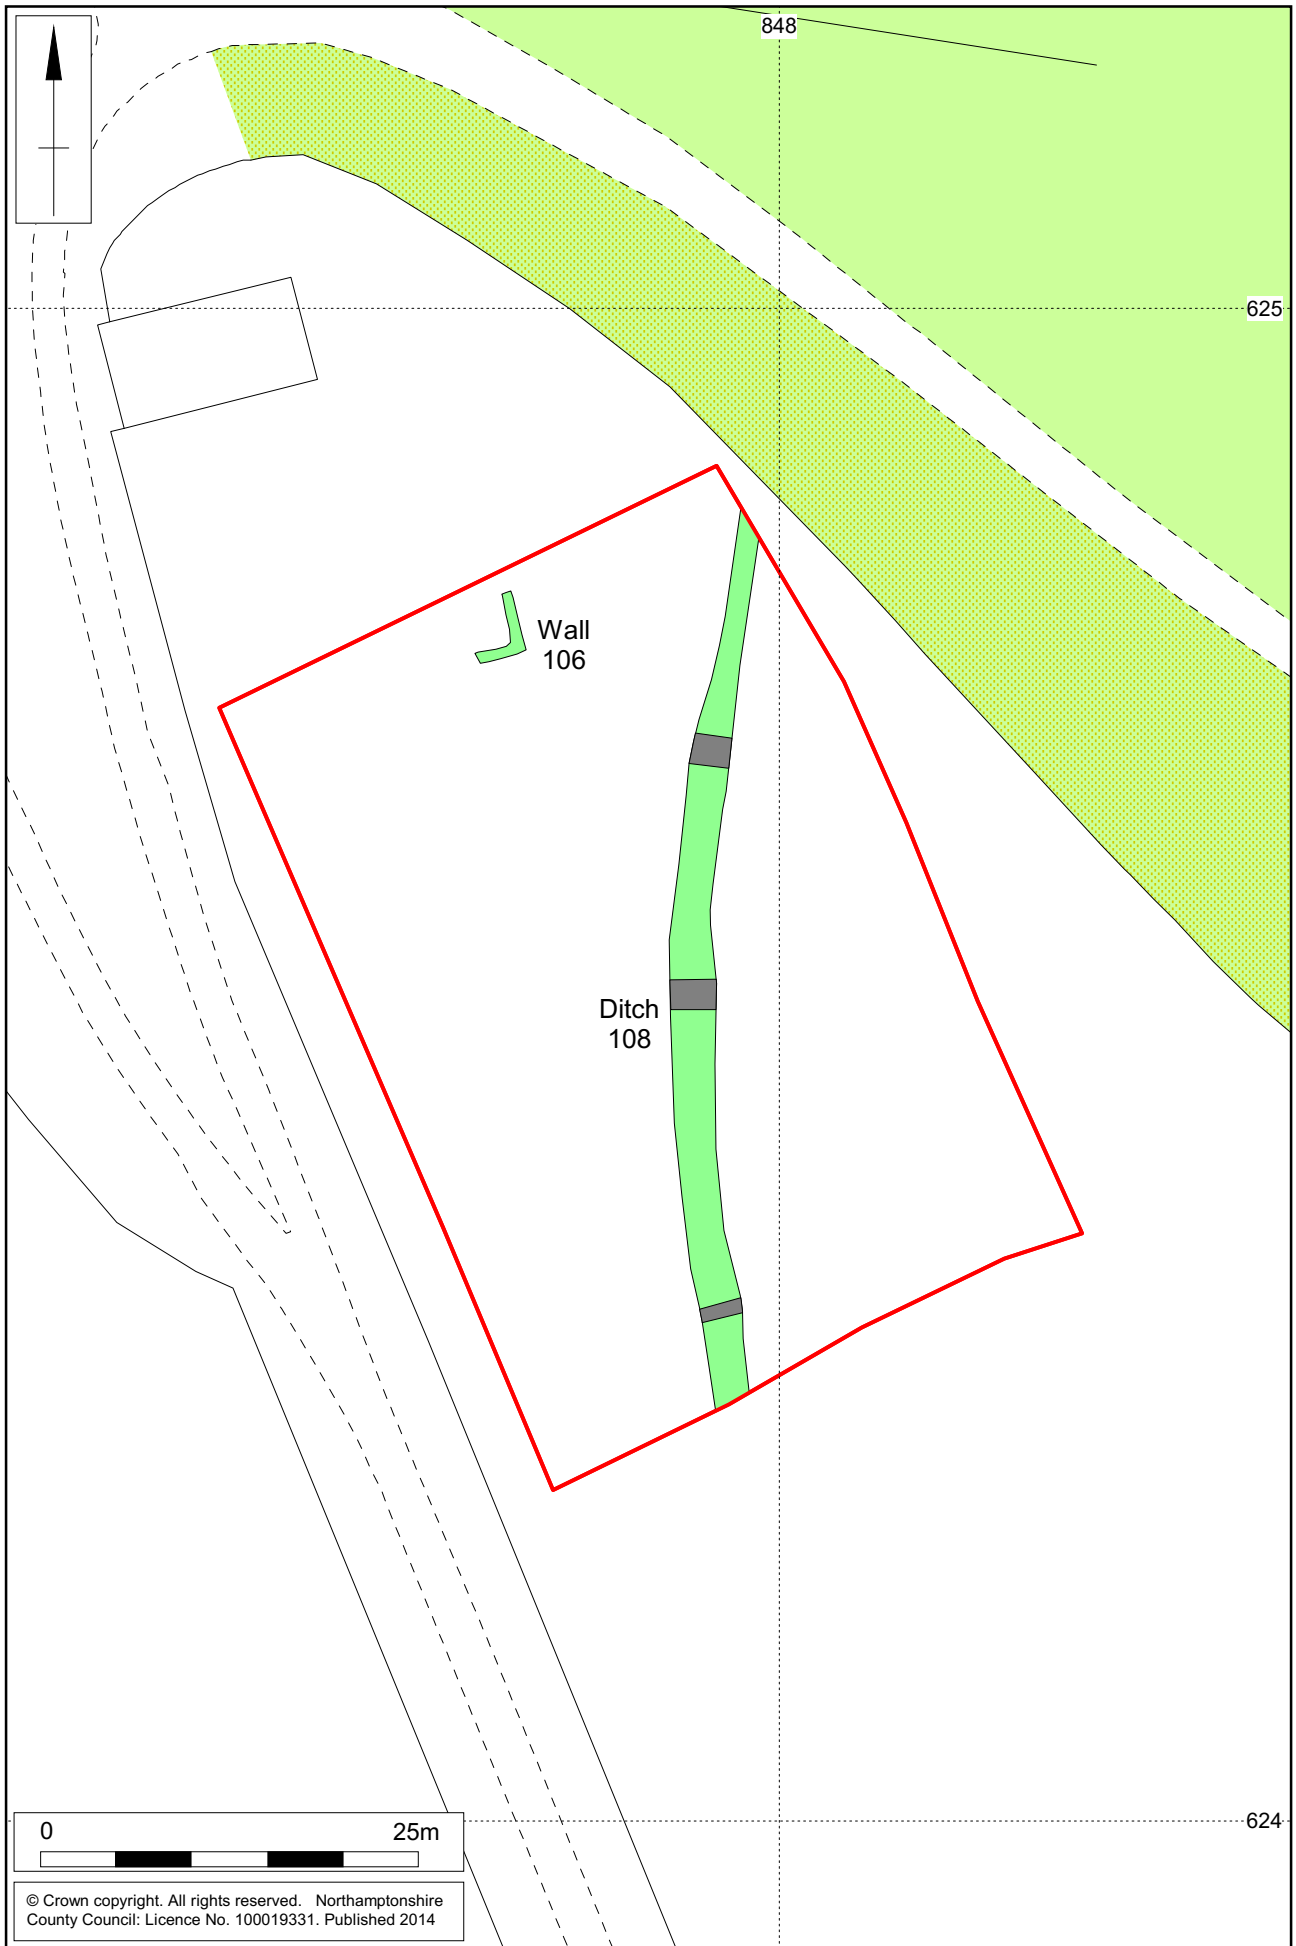 848
625
Wall
106
Ditch
108
624
0 25m
© Crown copyright. All rights reserved. Northamptonshire
County Council: Licence No. 100019331. Published 2014